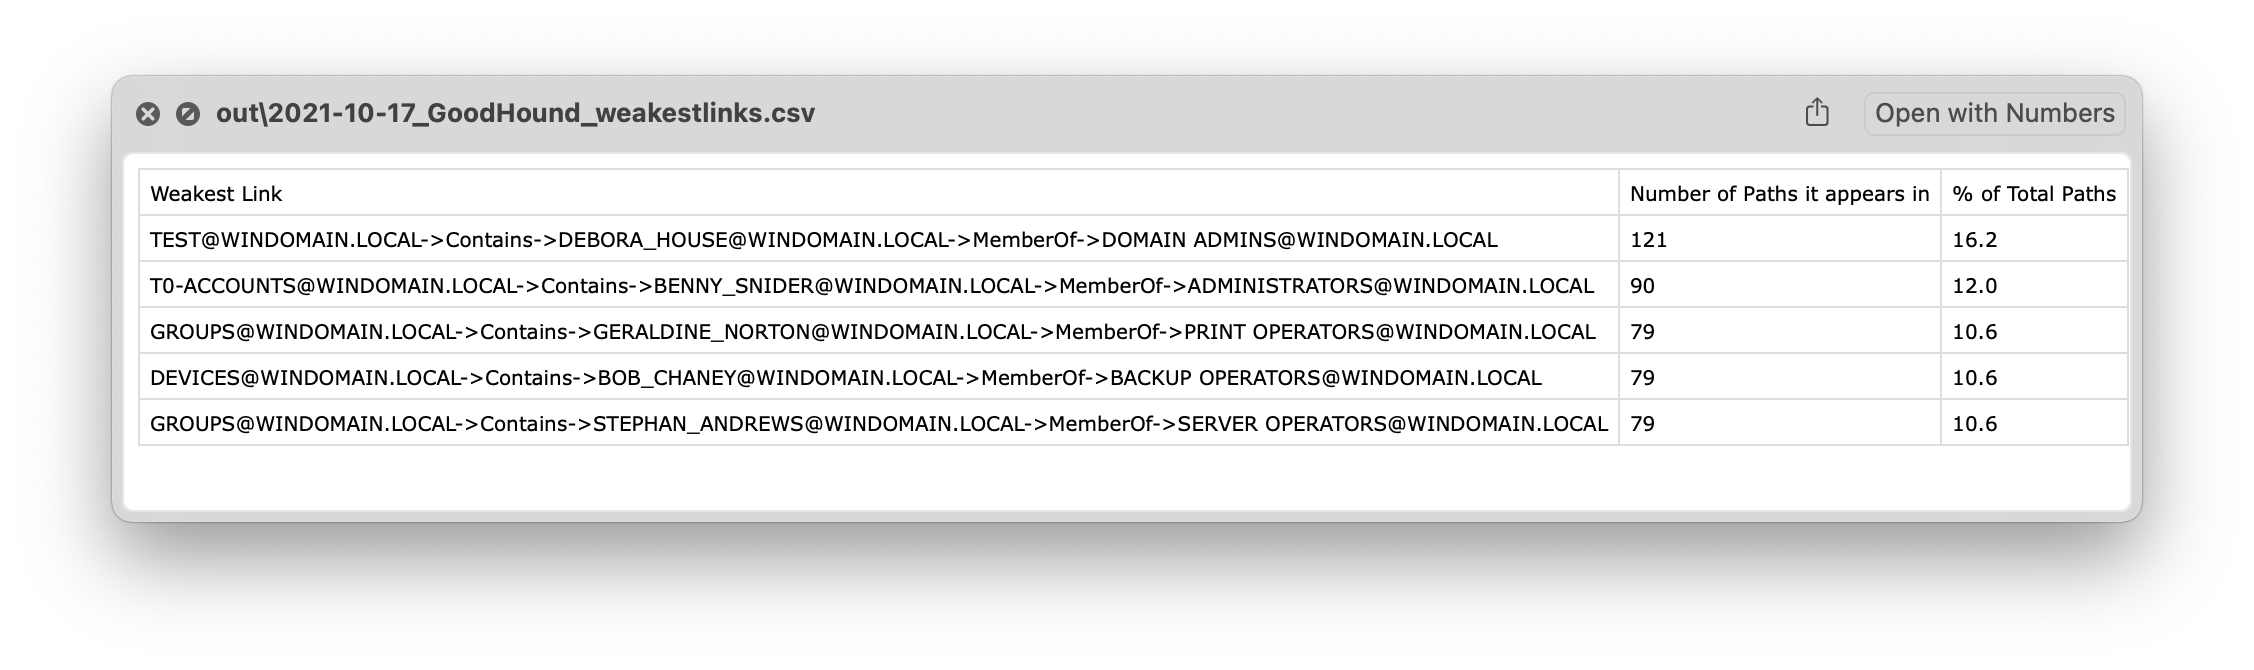 out\2021-10-17_GoodHound_weakestlinks.csv Open with Numbers
Weakest Link Number of Paths it appears in % of Total Paths
TEST@WINDOMAIN.LOCAL->Contains->DEBORA_HOUSE@WINDOMAIN.LOCAL->MemberOf->DOMAIN ADMINS@WINDOMAIN.LOCAL 121 16.2
T0-ACCOUNTS@WINDOMAIN.LOCAL->Contains->BENNY_SNIDER@WINDOMAIN.LOCAL->MemberOf->ADMINISTRATORS@WINDOMAIN.LOCAL 90 12.0
GROUPS@WINDOMAIN.LOCAL->Contains->GERALDINE_NORTON@WINDOMAIN.LOCAL->MemberOf->PRINT OPERATORS@WINDOMAIN.LOCAL 79 10.6
DEVICES@WINDOMAIN.LOCAL->Contains->BOB_CHANEY@WINDOMAIN.LOCAL->MemberOf->BACKUP OPERATORS@WINDOMAIN.LOCAL 79 10.6
GROUPS@WINDOMAIN.LOCAL->Contains->STEPHAN_ANDREWS@WINDOMAIN.LOCAL->MemberOf->SERVER OPERATORS@WINDOMAIN.LOCAL 79 10.6